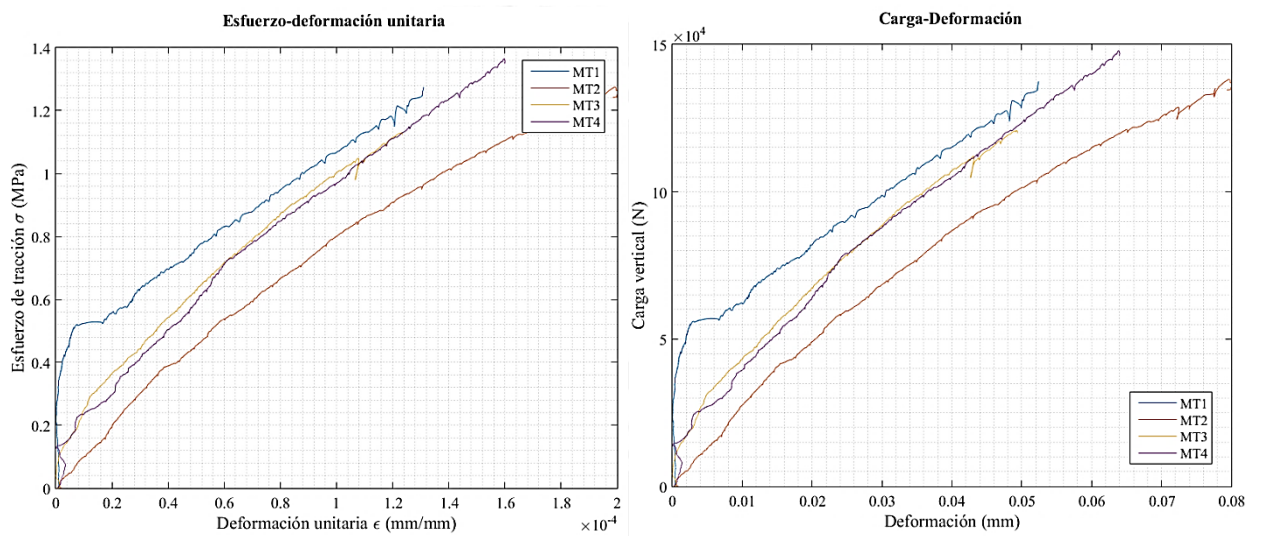 Esfuerzo-deformación unitaria
1.4
1.2
1
0.8
0.6
0.4
0.2
0
Esfuerzo de tracción σ (MPa)
MT1
MT2
MT3
MT4
0
0.2
0.4
0.6
0.8
1
1.2
1.4
1.6
1.8
2
Deformación unitaria ϵ (mm/mm)
×10⁻⁴
Carga-Deformación
15
×10⁴
10
5
0
Carga vertical (N)
MT1
MT2
MT3
MT4
0
0.01
0.02
0.03
0.04
0.05
0.06
0.07
0.08
Deformación (mm)